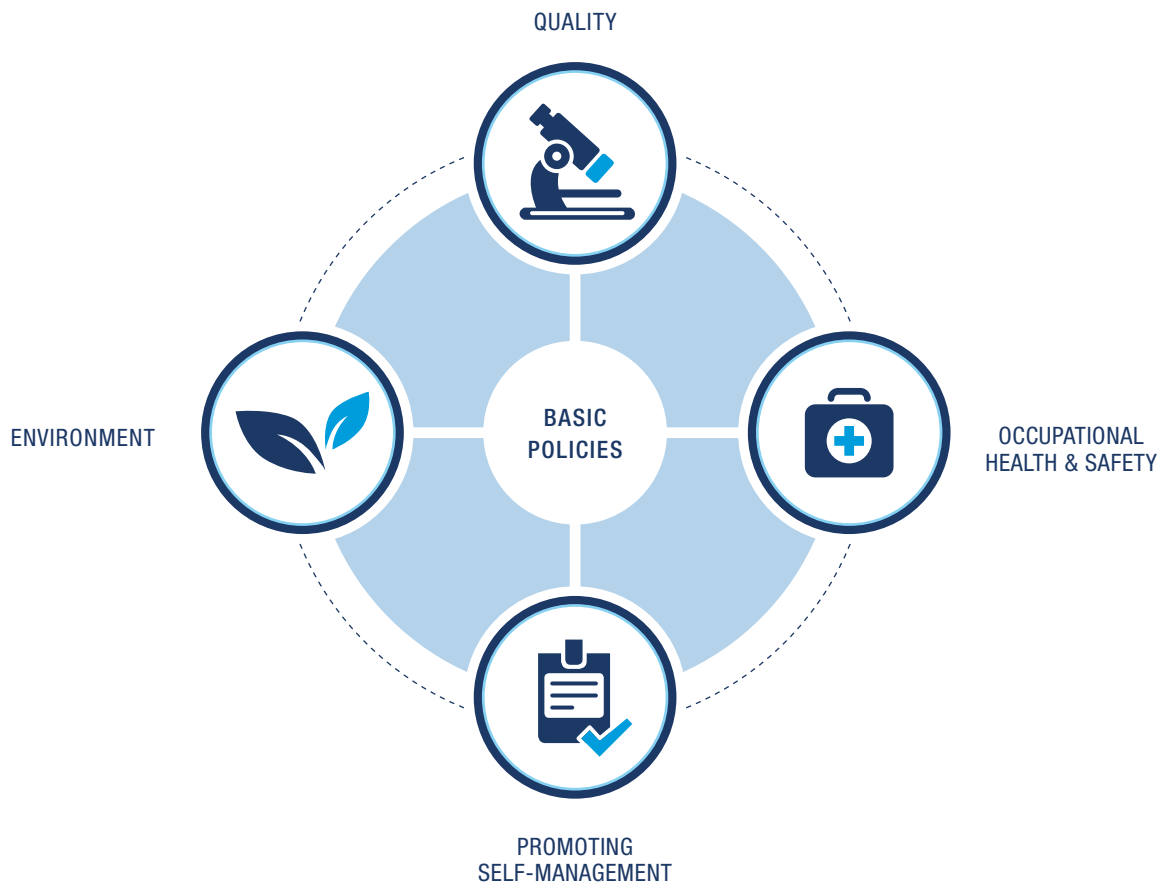 QUALITY
BASIC
POLICIES
ENVIRONMENT
OCCUPATIONAL
HEALTH & SAFETY
PROMOTING
SELF-MANAGEMENT